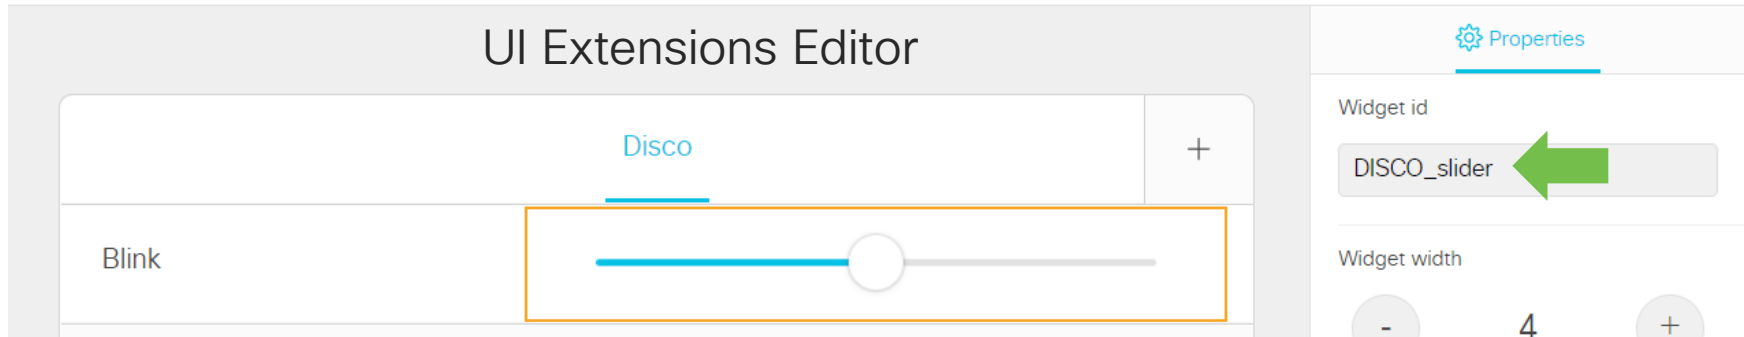 UI Extensions Editor
Disco
+
Blink
Properties
Widget id
DISCO_slider
Widget width
- 4 +